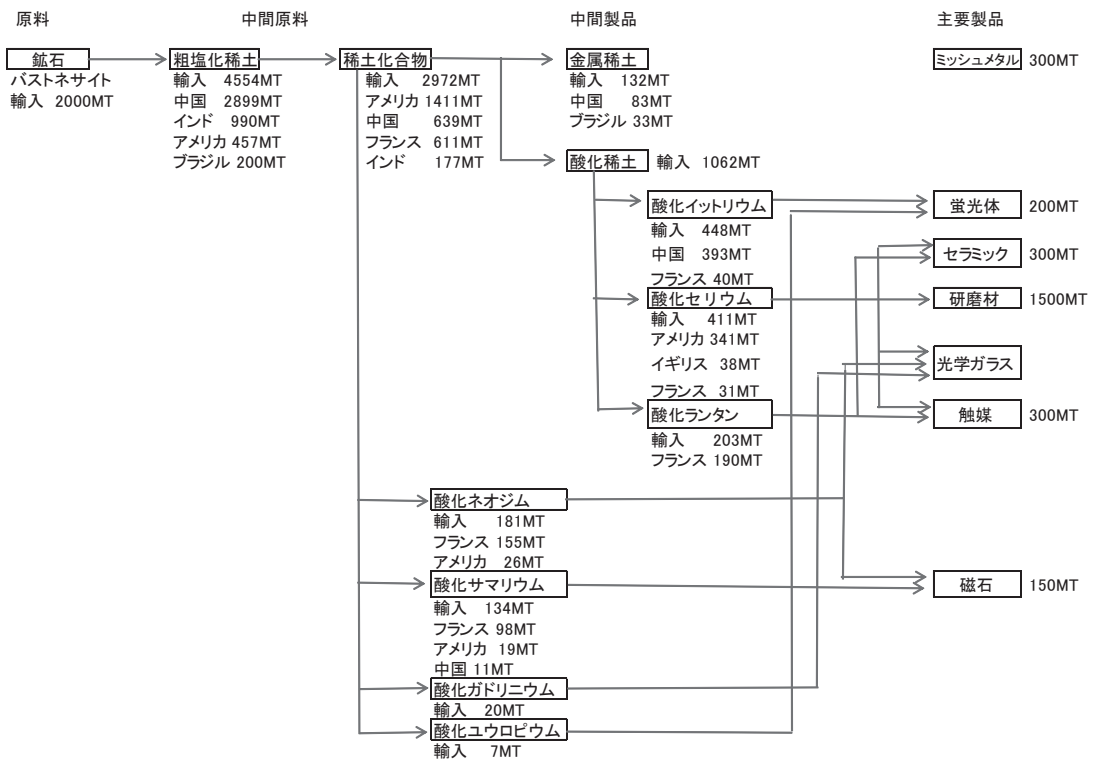 原料 中間原料 中間製品 主要製品
鉱石
バストネサイト
輸入 2000MT
粗塩化稀土
輸入 4554MT
中国 2899MT
インド 990MT
アメリカ 457MT
ブラジル 200MT
稀土化合物
輸入 2972MT
アメリカ 1411MT
中国 639MT
フランス 611MT
インド 177MT
金属稀土
輸入 132MT
中国 83MT
ブラジル 33MT
酸化稀土 輸入 1062MT
酸化イットリウム
輸入 448MT
中国 393MT
フランス 40MT
酸化セリウム
輸入 411MT
アメリカ 341MT
イギリス 38MT
フランス 31MT
酸化ランタン
輸入 203MT
フランス 190MT
酸化ネオジム
輸入 181MT
フランス 155MT
アメリカ 26MT
酸化サマリウム
輸入 134MT
フランス 98MT
アメリカ 19MT
中国 11MT
酸化ガドリニウム
輸入 20MT
酸化ユウロピウム
輸入 7MT
ミッシュメタル 300MT
蛍光体 200MT
セラミック 300MT
研磨材 1500MT
光学ガラス
触媒 300MT
磁石 150MT